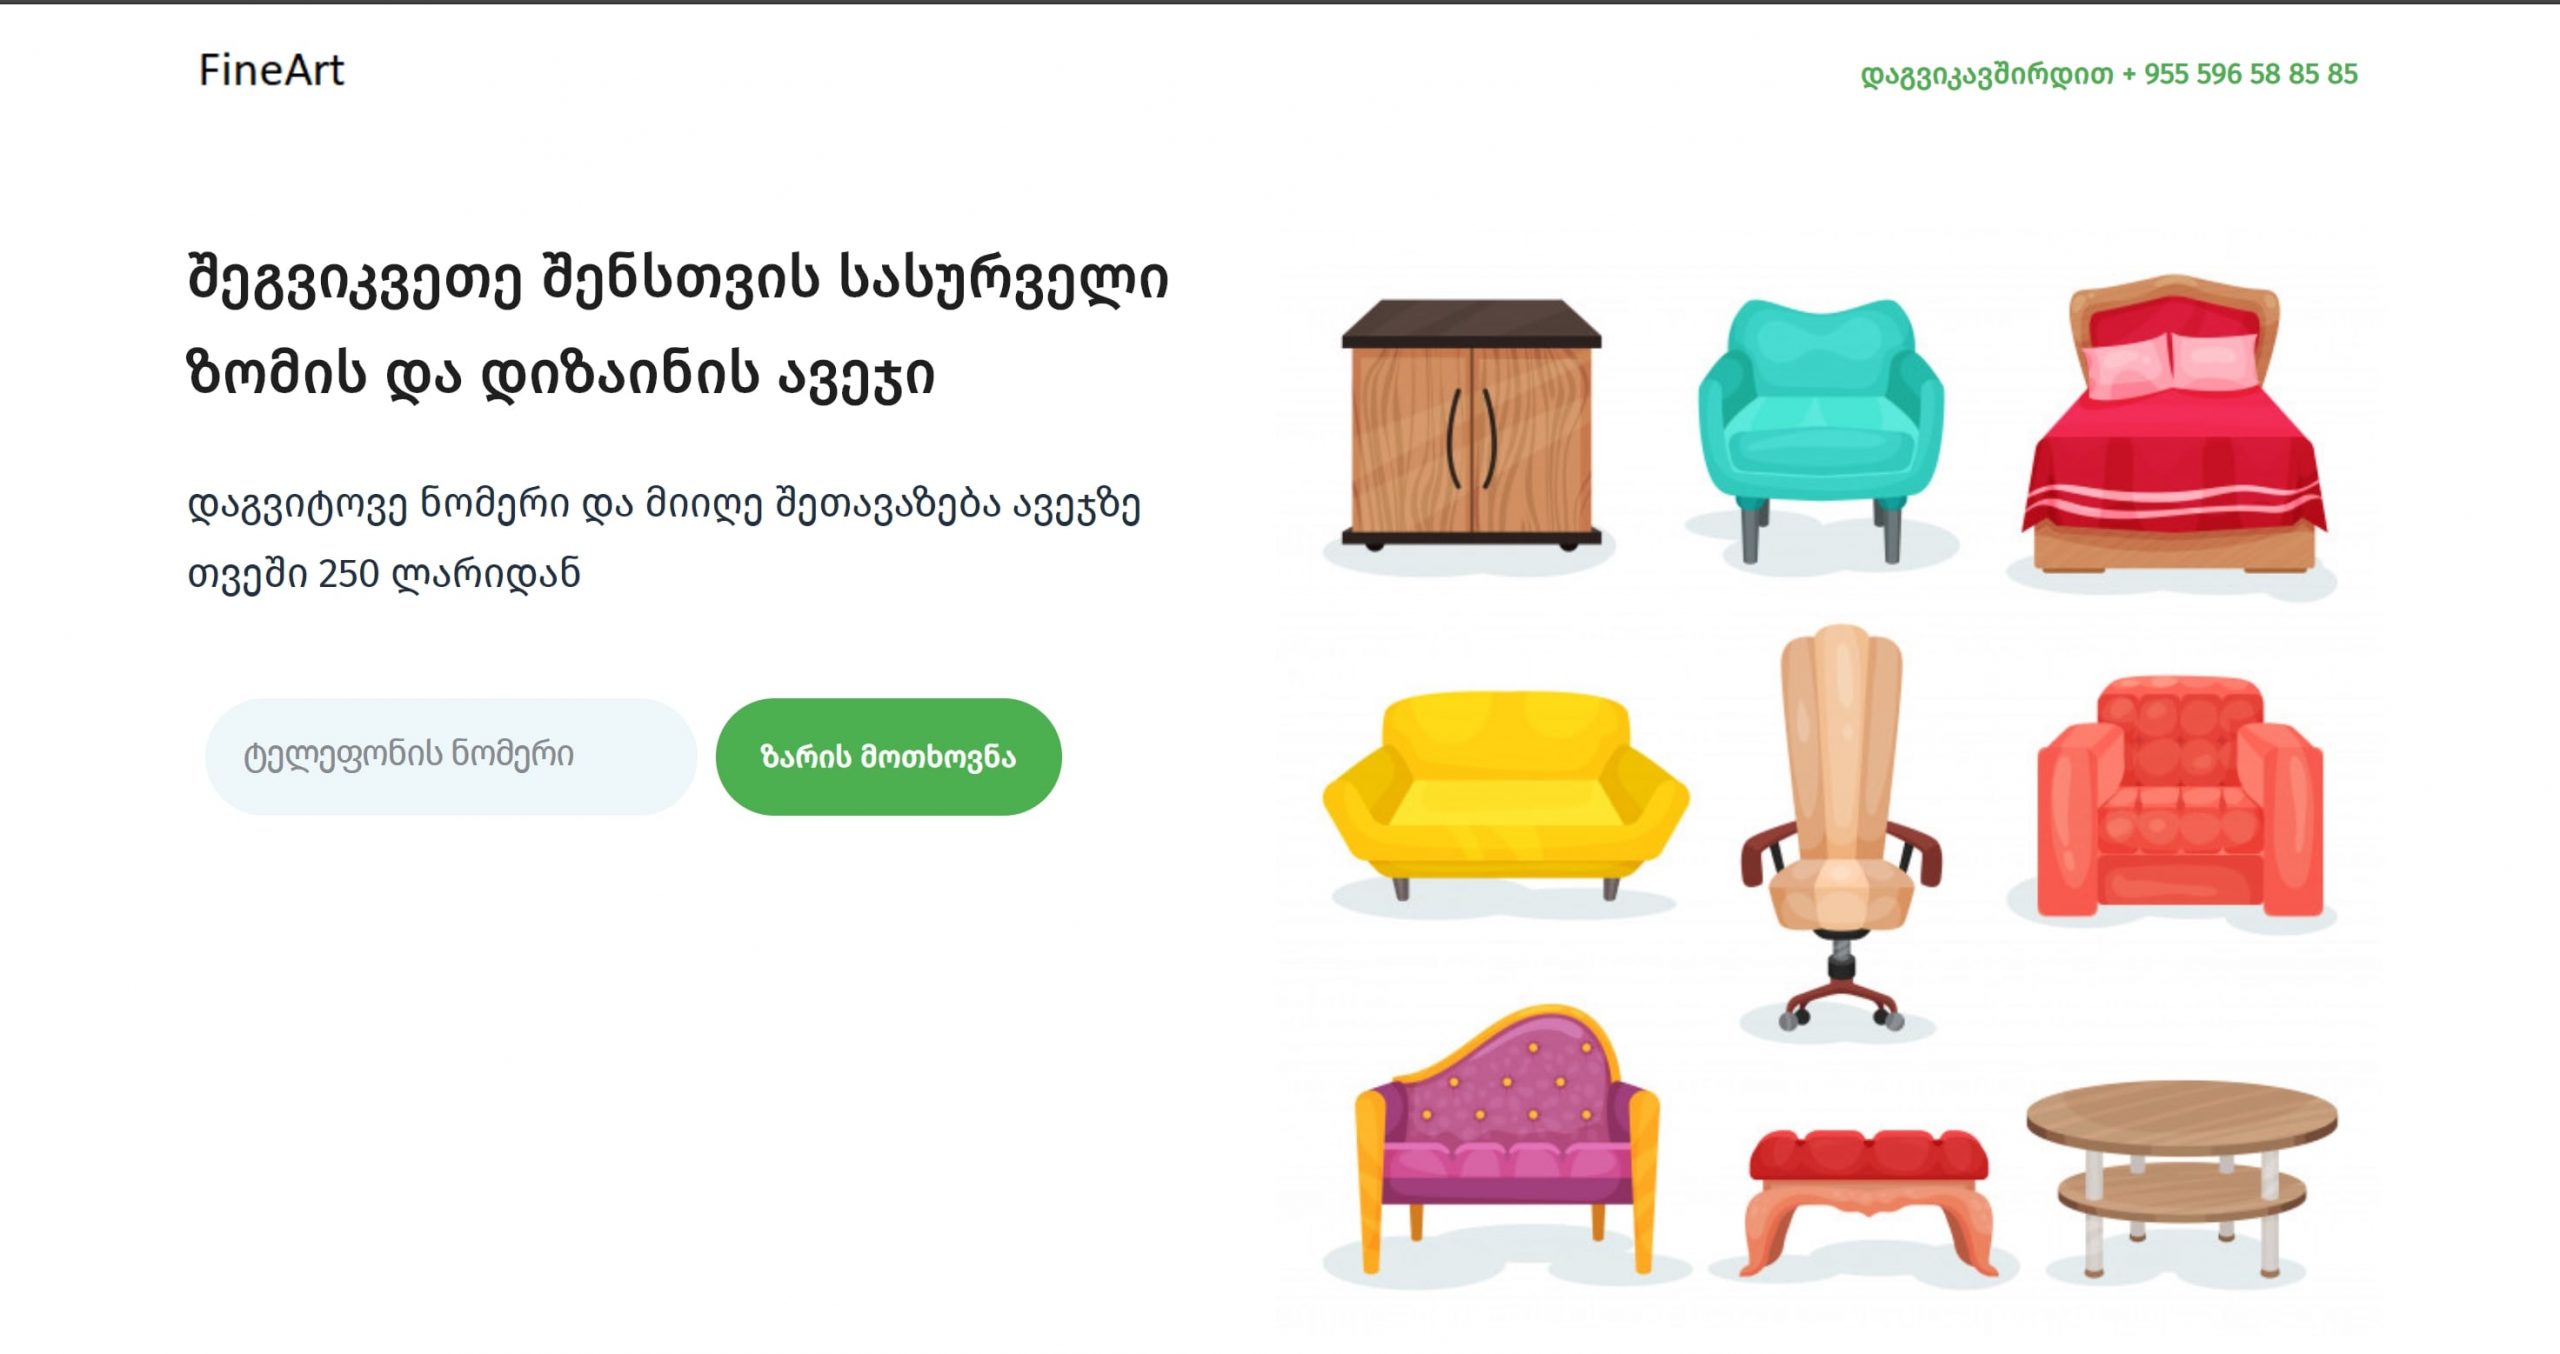 FineArt
დაგვიკავშირდით + 955 596 58 85 85
შეგვიკვეთე შენსთვის სასურველი
ზომის და დიზაინის ავეჯი
დაგვიტოვე ნომერი და მიიღე შეთავაზება ავეჯზე
თვეში 250 ლარიდან
ტელეფონის ნომერი
ზარის მოთხოვნა